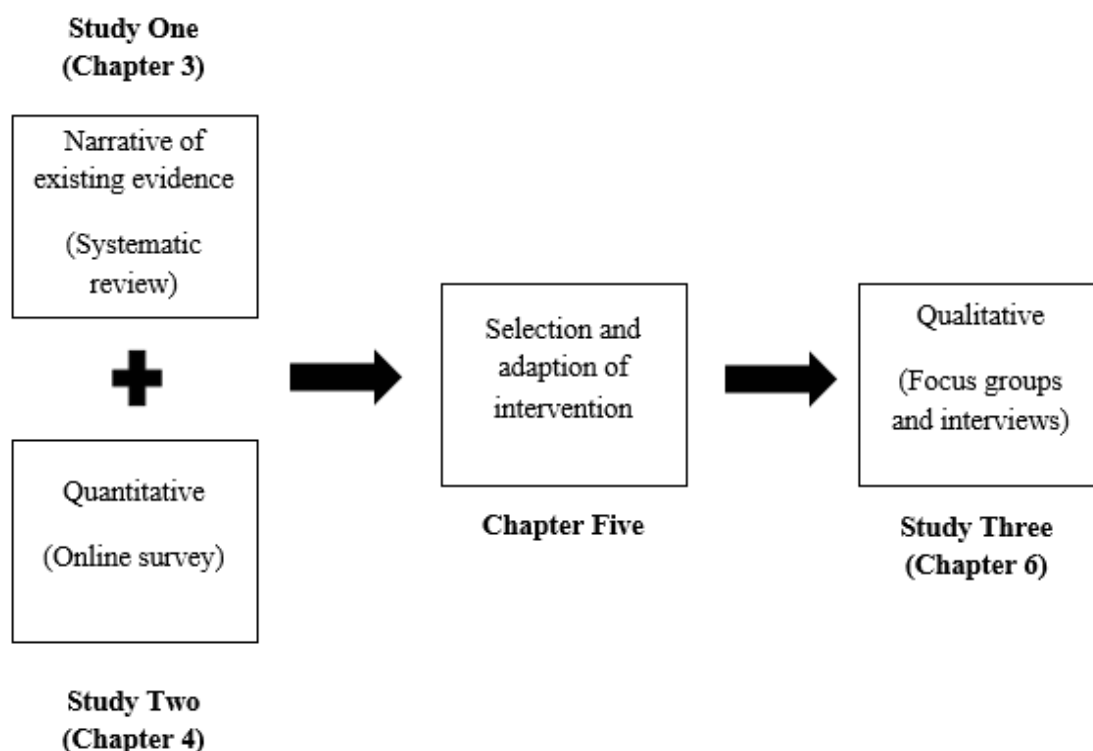 Study One
(Chapter 3)
Narrative of
existing evidence
(Systematic
review)
Quantitative
(Online survey)
Study Two
(Chapter 4)
Selection and
adaption of
intervention
Chapter Five
Qualitative
(Focus groups
and interviews)
Study Three
(Chapter 6)